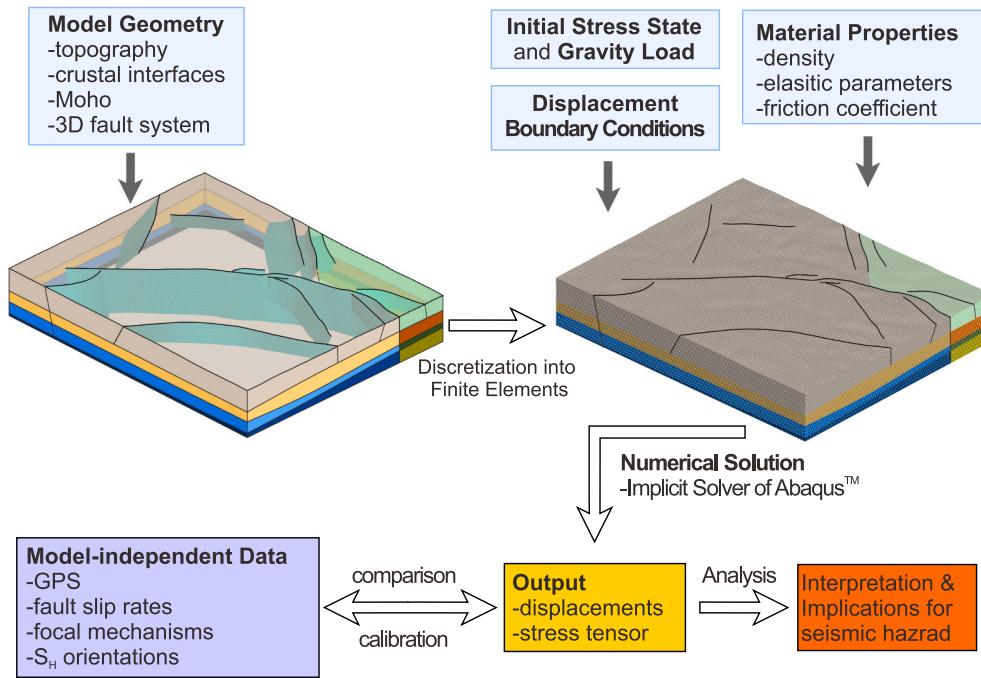 Model Geometry
-topography
-crustal interfaces
-Moho
-3D fault system
Initial Stress State
and Gravity Load
Displacement
Boundary Conditions
Material Properties
-density
-elasitic parameters
-friction coefficient
Discretization into
Finite Elements
Numerical Solution
-Implicit Solver of Abaqus™
Model-independent Data
-GPS
-fault slip rates
-focal mechanisms
-S_H orientations
comparison
calibration
Output
-displacements
-stress tensor
Analysis
Interpretation &
Implications for
seismic hazrad